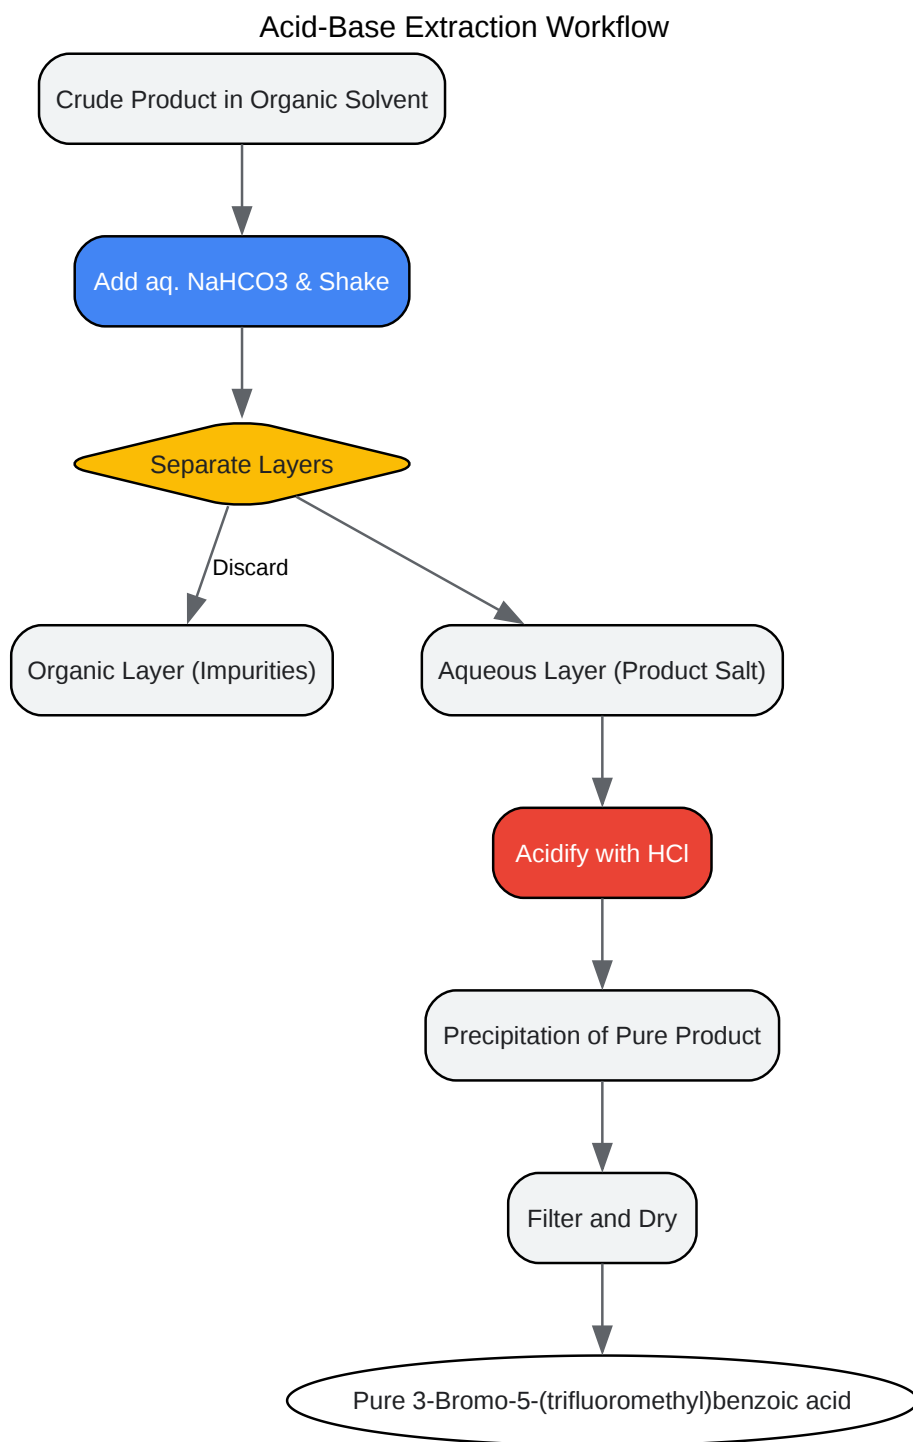 Acid-Base Extraction Workflow
Crude Product in Organic Solvent
Add aq. NaHCO3 & Shake
Separate Layers
Discard
Organic Layer (Impurities)
Aqueous Layer (Product Salt)
Acidify with HCl
Precipitation of Pure Product
Filter and Dry
Pure 3-Bromo-5-(trifluoromethyl)benzoic acid